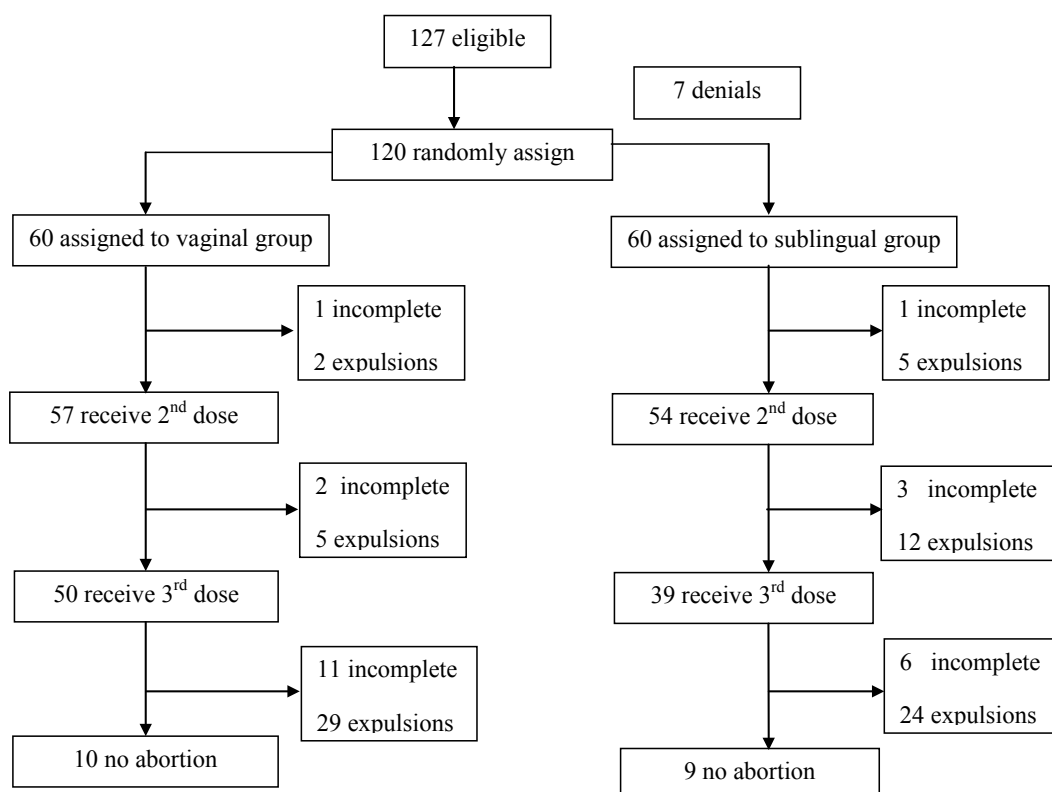 127 eligible
7 denials
120 randomly assign
60 assigned to vaginal group
60 assigned to sublingual group
1 incomplete
2 expulsions
1 incomplete
5 expulsions
57 receive 2nd dose
54 receive 2nd dose
2 incomplete
5 expulsions
3 incomplete
12 expulsions
50 receive 3rd dose
39 receive 3rd dose
11 incomplete
29 expulsions
6 incomplete
24 expulsions
10 no abortion
9 no abortion